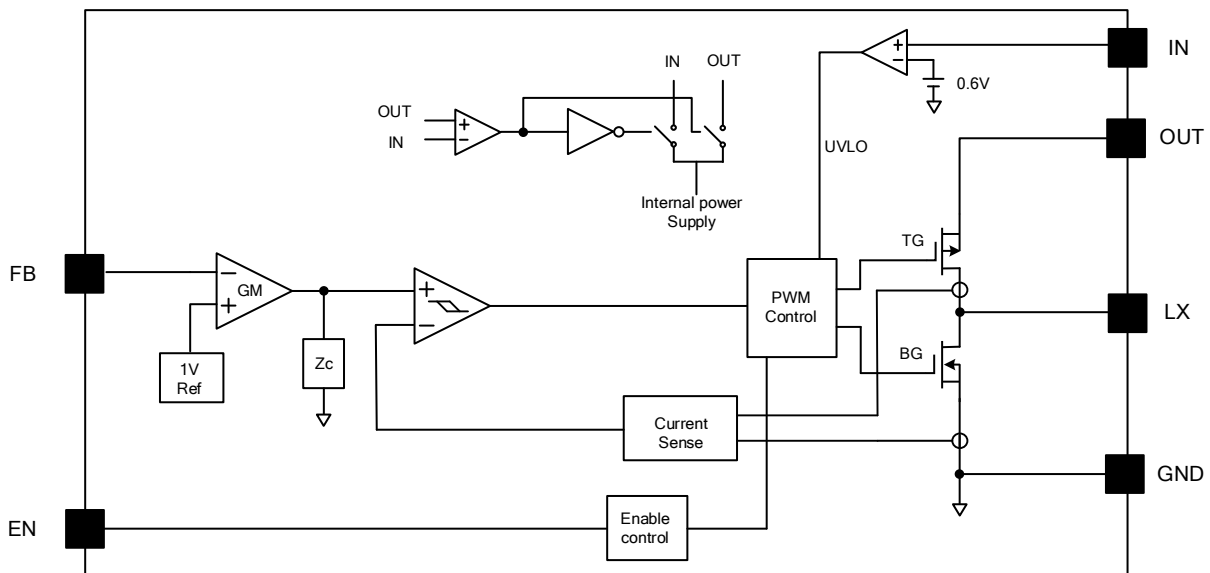 IN
0.6V
+
−
UVLO
IN
OUT
OUT
IN
+
−
Internal power
Supply
OUT
TG
FB
−
GM
+
1V
Ref
Zc
+
−
PWM
Control
LX
BG
Current
Sense
GND
EN
Enable
control